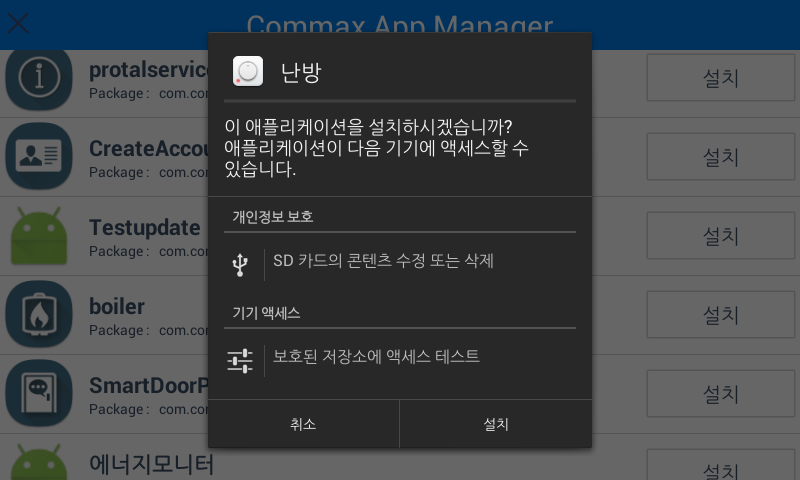 Commax App Manager
protalservice
Package : com.co
설치
CreateAccou
Package : com.cor
설치
Testupdate
Package : com.cor
설치
boiler
Package : com.cor
설치
SmartDoorP
Package : com.cor
설치
에너지모니터
설치
난방
이 애플리케이션을 설치하시겠습니까?
애플리케이션이 다음 기기에 액세스할 수
있습니다.
개인정보 보호
SD 카드의 콘텐츠 수정 또는 삭제
기기 액세스
보호된 저장소에 액세스 테스트
취소
설치